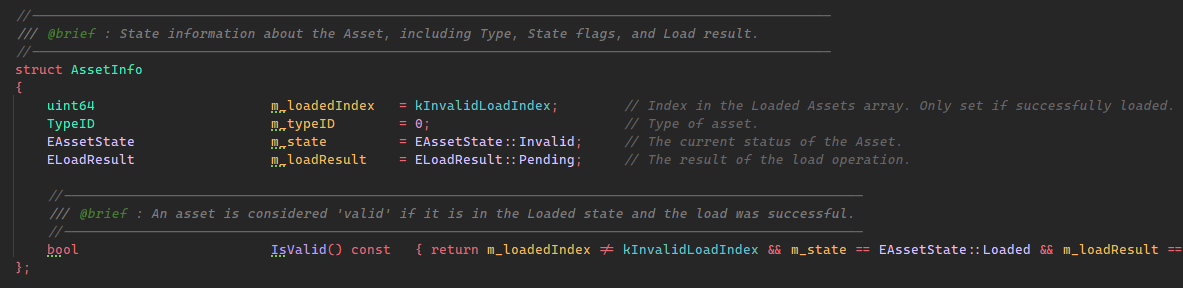 //───────────────────────────────────────────────────────────
/// @brief : State information about the Asset, including Type, State flags, and Load result.
//───────────────────────────────────────────────────────────
struct AssetInfo
{
uint64 m_loadedIndex = kInvalidLoadIndex; // Index in the Loaded Assets array. Only set if successfully loaded.
TypeID m_typeID = 0; // Type of asset.
EAssetState m_state = EAssetState::Invalid; // The current status of the Asset.
ELoadResult m_loadResult = ELoadResult::Pending; // The result of the load operation.
//───────────────────────────────────────────────────────────
/// @brief : An asset is considered 'valid' if it is in the Loaded state and the load was successful.
//───────────────────────────────────────────────────────────
bool IsValid() const { return m_loadedIndex != kInvalidLoadIndex && m_state == EAssetState::Loaded && m_loadResult ==
};